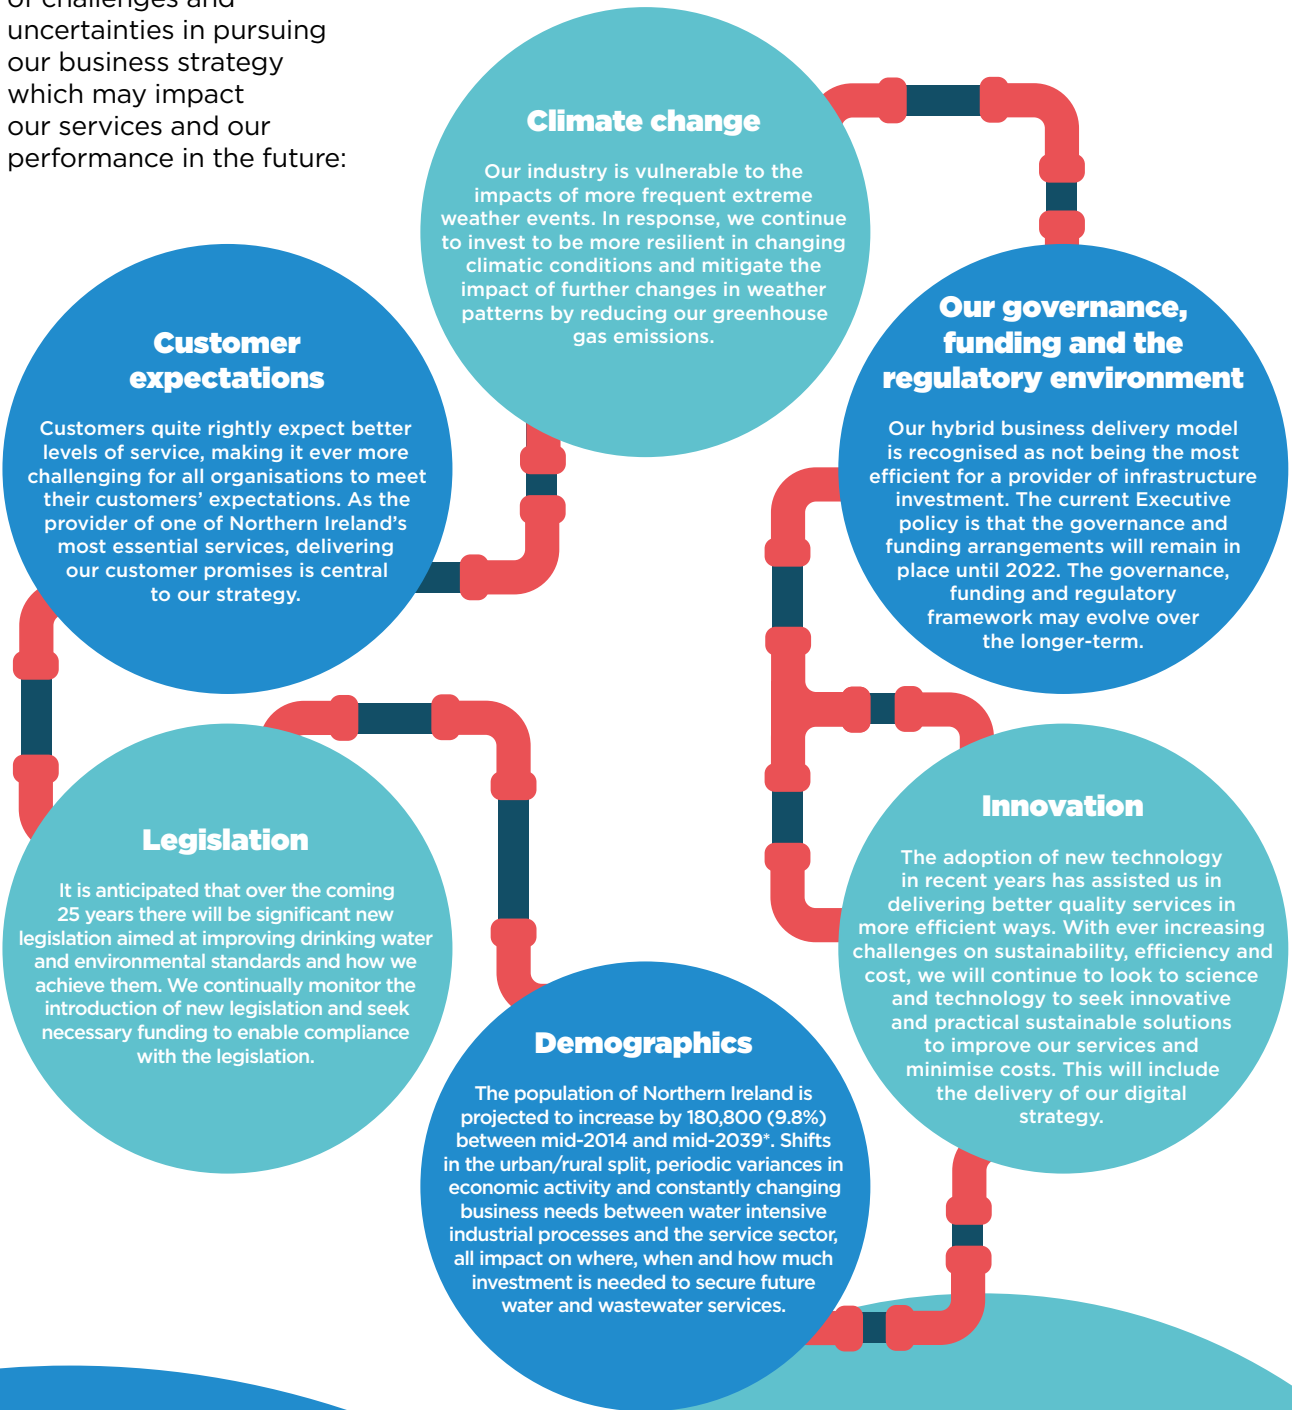 of challenges and
uncertainties in pursuing
our business strategy
which may impact
our services and our
performance in the future:
Climate change
Our industry is vulnerable to the
impacts of more frequent extreme
weather events. In response, we continue
to invest to be more resilient in changing
climatic conditions and mitigate the
impact of further changes in weather
patterns by reducing our greenhouse
gas emissions.
Customer
expectations
Customers quite rightly expect better
levels of service, making it ever more
challenging for all organisations to meet
their customers’ expectations. As the
provider of one of Northern Ireland’s
most essential services, delivering
our customer promises is central
to our strategy.
Our governance,
funding and the
regulatory environment
Our hybrid business delivery model
is recognised as not being the most
efficient for a provider of infrastructure
investment. The current Executive
policy is that the governance and
funding arrangements will remain in
place until 2022. The governance,
funding and regulatory
framework may evolve over
the longer-term.
Legislation
It is anticipated that over the coming
25 years there will be significant new
legislation aimed at improving drinking water
and environmental standards and how we
achieve them. We continually monitor the
introduction of new legislation and seek
necessary funding to enable compliance
with the legislation.
Innovation
The adoption of new technology
in recent years has assisted us in
delivering better quality services in
more efficient ways. With ever increasing
challenges on sustainability, efficiency and
cost, we will continue to look to science
and technology to seek innovative
and practical sustainable solutions
to improve our services and
minimise costs. This will include
the delivery of our digital
strategy.
Demographics
The population of Northern Ireland is
projected to increase by 180,800 (9.8%)
between mid-2014 and mid-2039*. Shifts
in the urban/rural split, periodic variances in
economic activity and constantly changing
business needs between water intensive
industrial processes and the service sector,
all impact on where, when and how much
investment is needed to secure future
water and wastewater services.